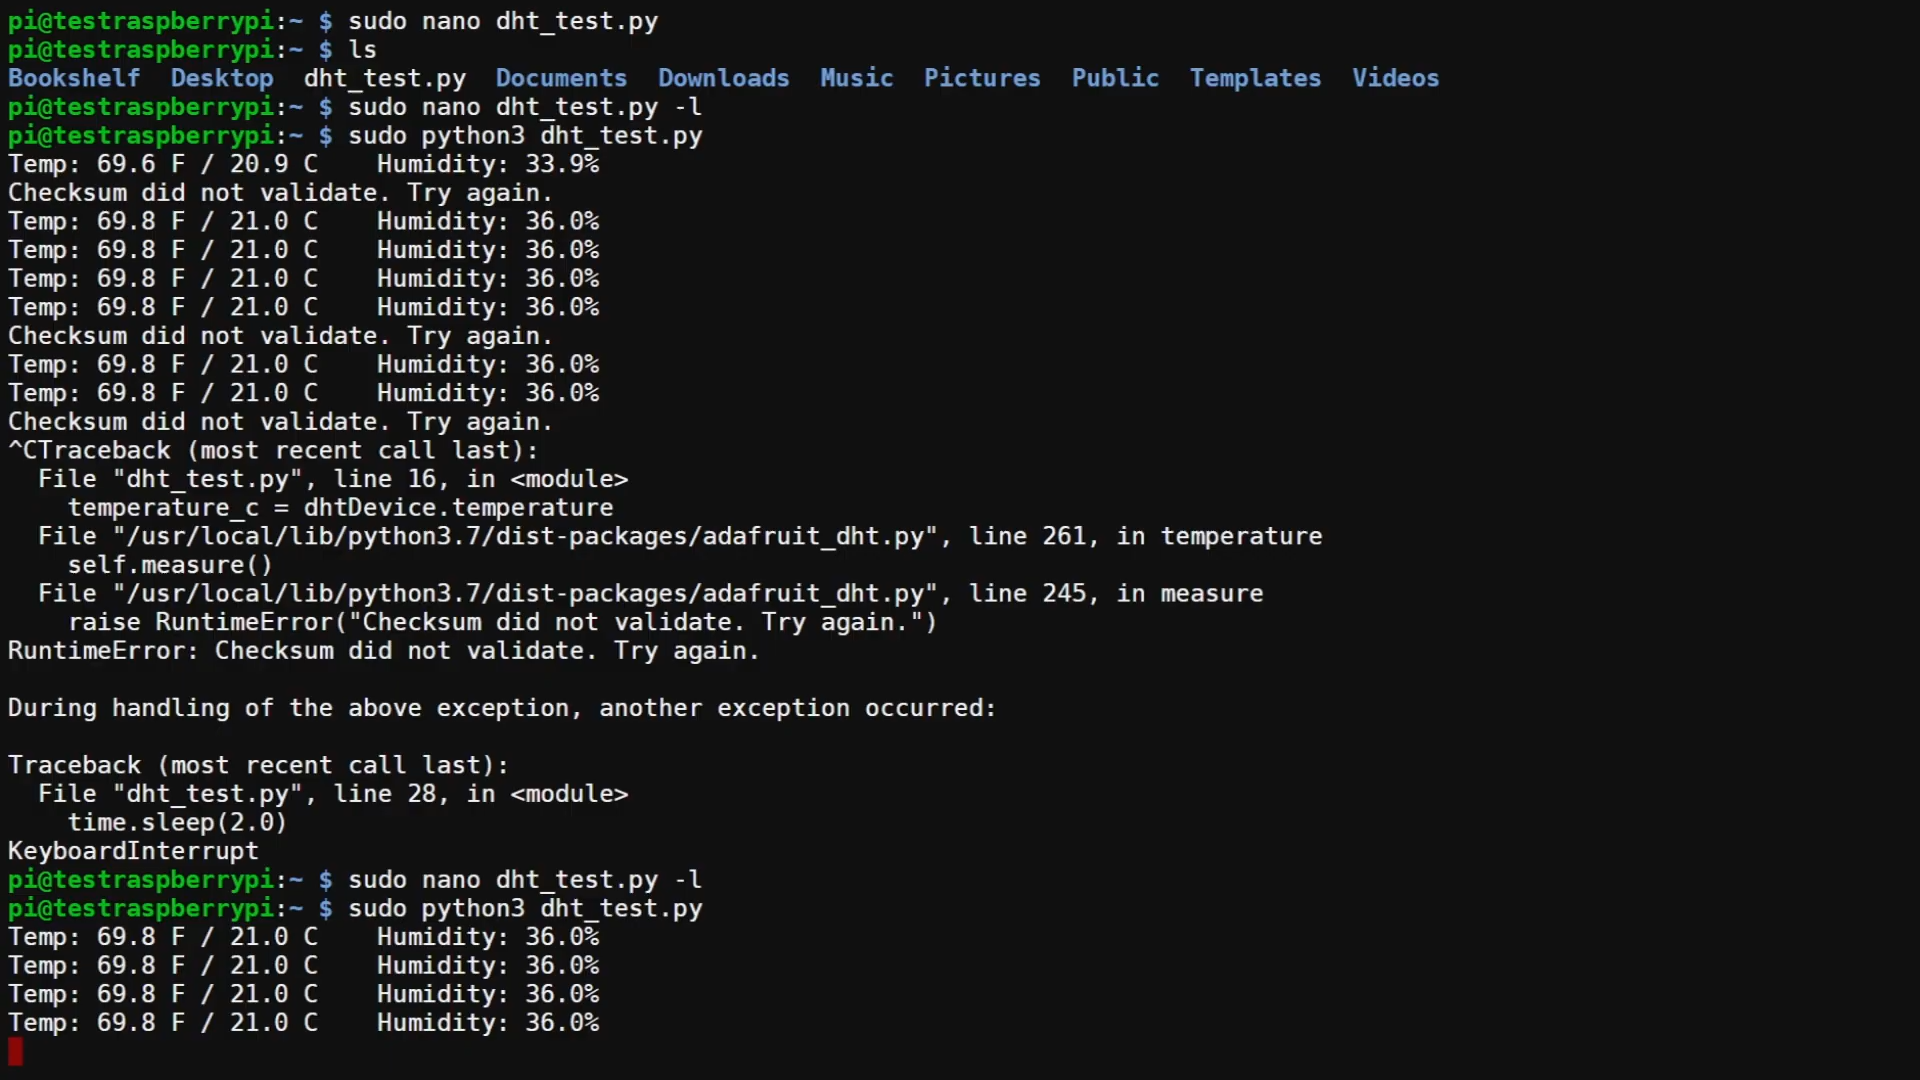 pi@testraspberrypi:~ $ sudo nano dht_test.py
pi@testraspberrypi:~ $ ls
Bookshelf  Desktop  dht_test.py  Documents  Downloads  Music  Pictures  Public  Templates  Videos
pi@testraspberrypi:~ $ sudo nano dht_test.py -l
pi@testraspberrypi:~ $ sudo python3 dht_test.py
Temp: 69.6 F / 20.9 C    Humidity: 33.9%
Checksum did not validate. Try again.
Temp: 69.8 F / 21.0 C    Humidity: 36.0%
Temp: 69.8 F / 21.0 C    Humidity: 36.0%
Temp: 69.8 F / 21.0 C    Humidity: 36.0%
Temp: 69.8 F / 21.0 C    Humidity: 36.0%
Checksum did not validate. Try again.
Temp: 69.8 F / 21.0 C    Humidity: 36.0%
Temp: 69.8 F / 21.0 C    Humidity: 36.0%
Checksum did not validate. Try again.
^CTraceback (most recent call last):
  File "dht_test.py", line 16, in <module>
    temperature_c = dhtDevice.temperature
  File "/usr/local/lib/python3.7/dist-packages/adafruit_dht.py", line 261, in temperature
    self.measure()
  File "/usr/local/lib/python3.7/dist-packages/adafruit_dht.py", line 245, in measure
    raise RuntimeError("Checksum did not validate. Try again.")
RuntimeError: Checksum did not validate. Try again.

During handling of the above exception, another exception occurred:

Traceback (most recent call last):
  File "dht_test.py", line 28, in <module>
    time.sleep(2.0)
KeyboardInterrupt
pi@testraspberrypi:~ $ sudo nano dht_test.py -l
pi@testraspberrypi:~ $ sudo python3 dht_test.py
Temp: 69.8 F / 21.0 C    Humidity: 36.0%
Temp: 69.8 F / 21.0 C    Humidity: 36.0%
Temp: 69.8 F / 21.0 C    Humidity: 36.0%
Temp: 69.8 F / 21.0 C    Humidity: 36.0%